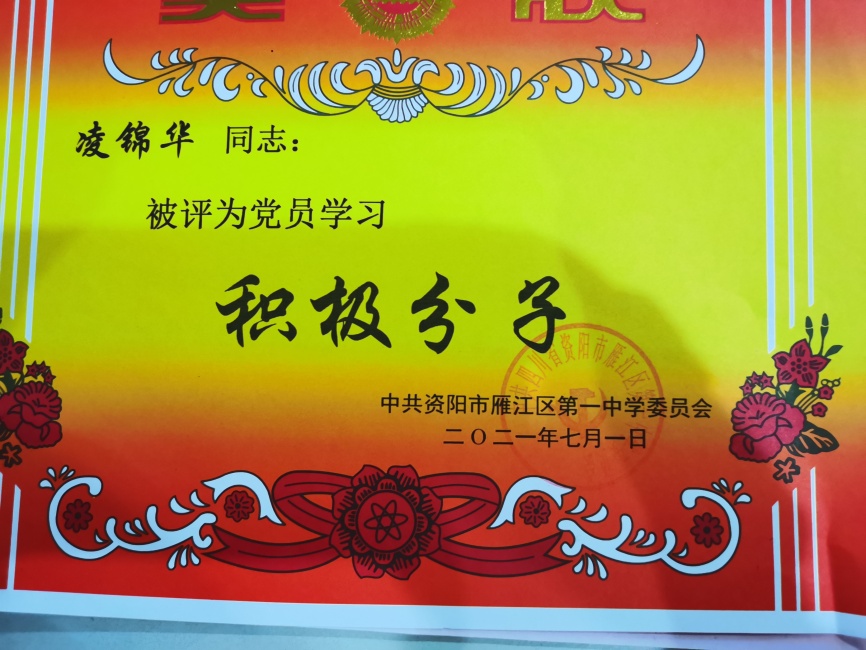 凌锦华 同志：
被评为党员学习
积极分子
中共资阳市雁江区第一中学委员会
二〇二一年七月一日